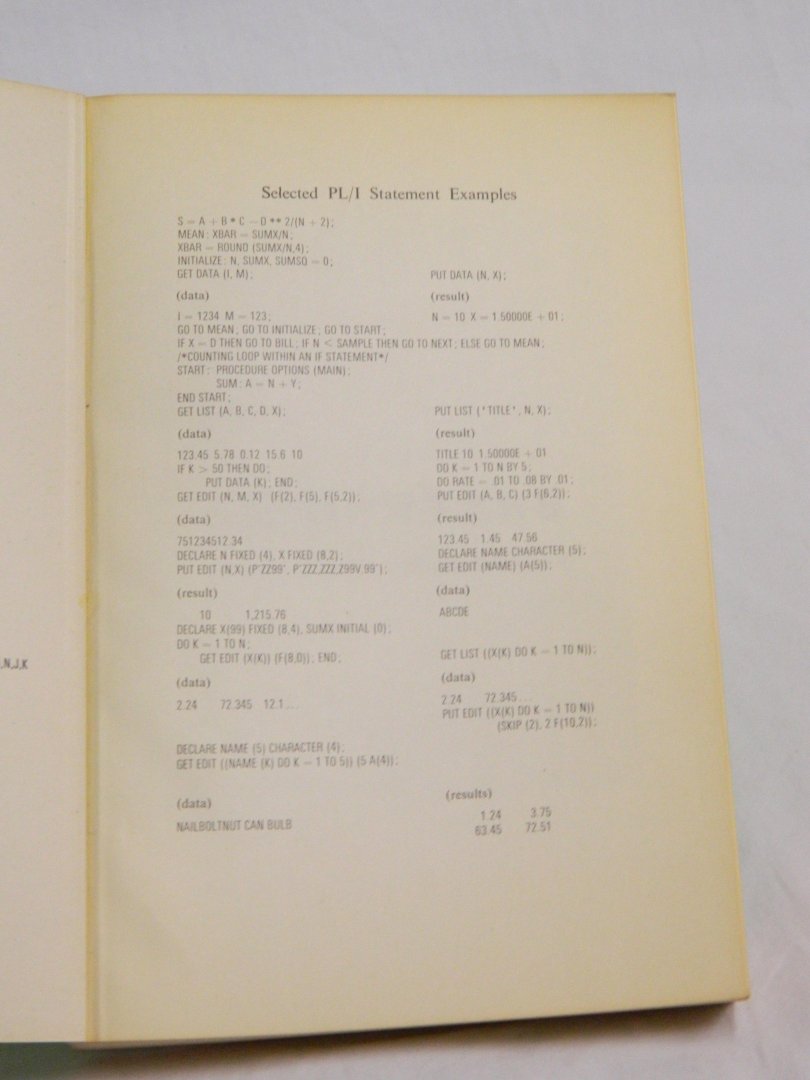 Selected PL/I Statement Examples
S = A + B * C − D ** 2/(N + 2);
MEAN: XBAR = SUMX/N;
XBAR = ROUND (SUMX/N,4);
INITIALIZE: N, SUMX, SUMSQ = 0;
GET DATA (I, M); PUT DATA (N, X);
(data) (result)
I = 1234 M = 123; N = 10 X = 1.50000E + 01;
GO TO MEAN; GO TO INITIALIZE; GO TO START;
IF X = D THEN GO TO BILL; IF N < SAMPLE THEN GO TO NEXT; ELSE GO TO MEAN;
/*COUNTING LOOP WITHIN AN IF STATEMENT*/
START: PROCEDURE OPTIONS (MAIN);
SUM: A = N + Y;
END START;
GET LIST (A, B, C, D, X); PUT LIST ('TITLE', N, X);
(data) (result)
123.45 5.78 0.12 15.6 10 TITLE 10 1.50000E + 01
IF K > 50 THEN DO; DO K = 1 TO N BY 5;
PUT DATA (K); END; DO RATE = .01 TO .08 BY .01;
GET EDIT (N, M, X) (F(2), F(5), F(5,2)); PUT EDIT (A, B, C) (3 F(6,2));
(data) (result)
751234512.34 123.45 1.45 47.56
DECLARE N FIXED (4), X FIXED (8,2); DECLARE NAME CHARACTER (5);
PUT EDIT (N,X) (P'ZZ99', P'ZZZ,ZZZ,Z99V.99'); GET EDIT (NAME) (A(5));
(result) (data)
10 1,215.76 ABCDE
DECLARE X(99) FIXED (8,4), SUMX INITIAL (0);
DO K = 1 TO N;
GET EDIT (X(K)) (F(8,0)); END; GET LIST ((X(K) DO K = 1 TO N));
(data) (data)
2.24 72.345 12.1... 2.24 72.345...
PUT EDIT ((X(K) DO K = 1 TO N))
(SKIP (2), 2 F(10,2));
DECLARE NAME (5) CHARACTER (4);
GET EDIT ((NAME (K) DO K = 1 TO 5)) (5 A(4));
(data) (results)
NAILBOLTNUT CAN BULB 1.24 3.75
63.45 72.51
,N,J,K